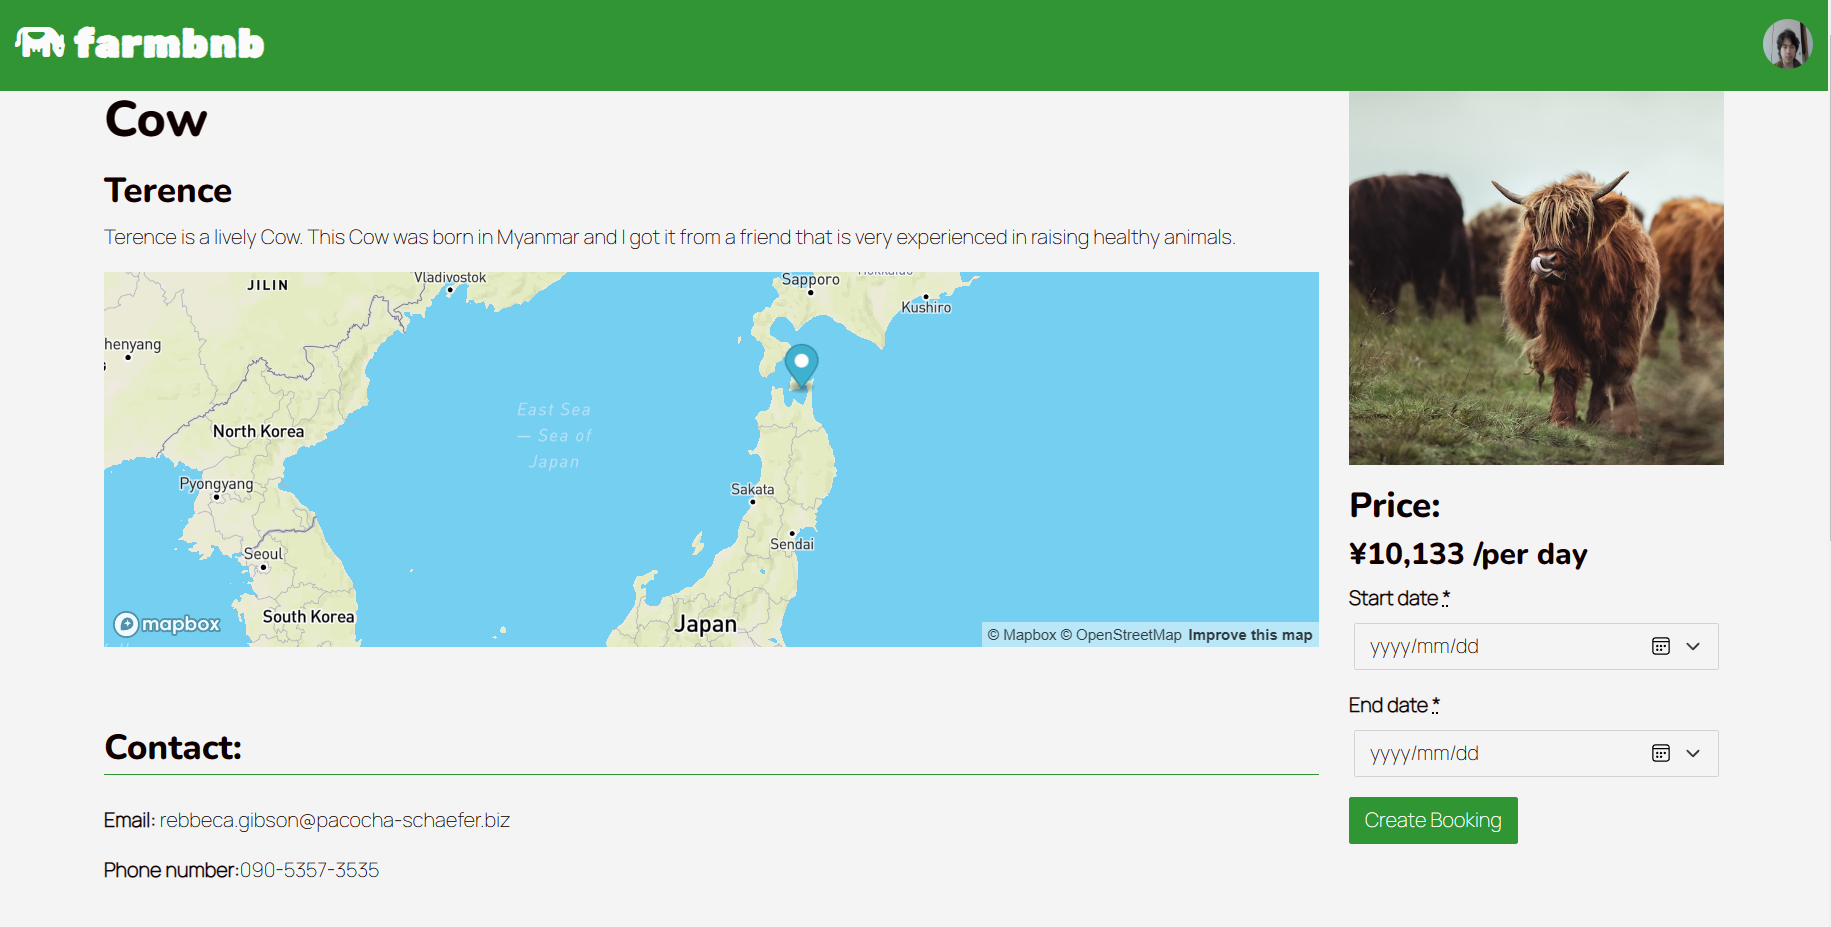 farmbnb
Cow
Terence
Terence is a lively Cow. This Cow was born in Myanmar and I got it from a friend that is very experienced in raising healthy animals.
JILIN
Vladivostok
Sapporo
Hokkaido
Kushiro
henyang
East Sea
— Sea of
Japan
North Korea
Pyongyang
Sakata
Sendai
Seoul
South Korea
Japan
mapbox
© Mapbox © OpenStreetMap Improve this map
Contact:
Email: rebbeca.gibson@pacocha-schaefer.biz
Phone number:090-5357-3535
Price:
¥10,133 /per day
Start date *
yyyy/mm/dd
End date *
yyyy/mm/dd
Create Booking